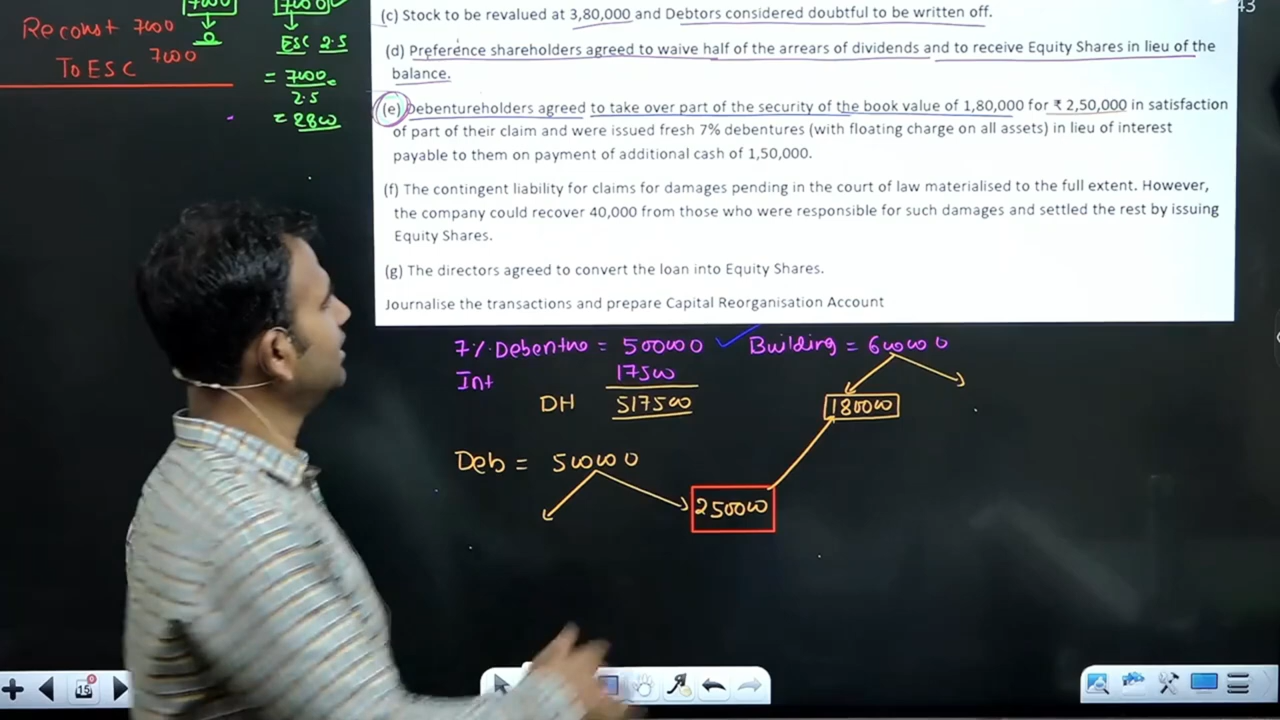 7000
7000
43
Reconst 7000
To ESC 7000
ESC 2.5
= 7000
2.5
= 2800
(c) Stock to be revalued at 3,80,000 and Debtors considered doubtful to be written off.
(d) Preference shareholders agreed to waive half of the arrears of dividends and to receive Equity Shares in lieu of the
balance.
(e) Debentureholders agreed to take over part of the security of the book value of 1,80,000 for ₹ 2,50,000 in satisfaction
of part of their claim and were issued fresh 7% debentures (with floating charge on all assets) in lieu of interest
payable to them on payment of additional cash of 1,50,000.
(f) The contingent liability for claims for damages pending in the court of law materialised to the full extent. However,
the company could recover 40,000 from those who were responsible for such damages and settled the rest by issuing
Equity Shares.
(g) The directors agreed to convert the loan into Equity Shares.
Journalise the transactions and prepare Capital Reorganisation Account
7% Debenture = 500000 Building = 600000
Int 17500
DH 517500
180000
Deb = 500000
250000
15